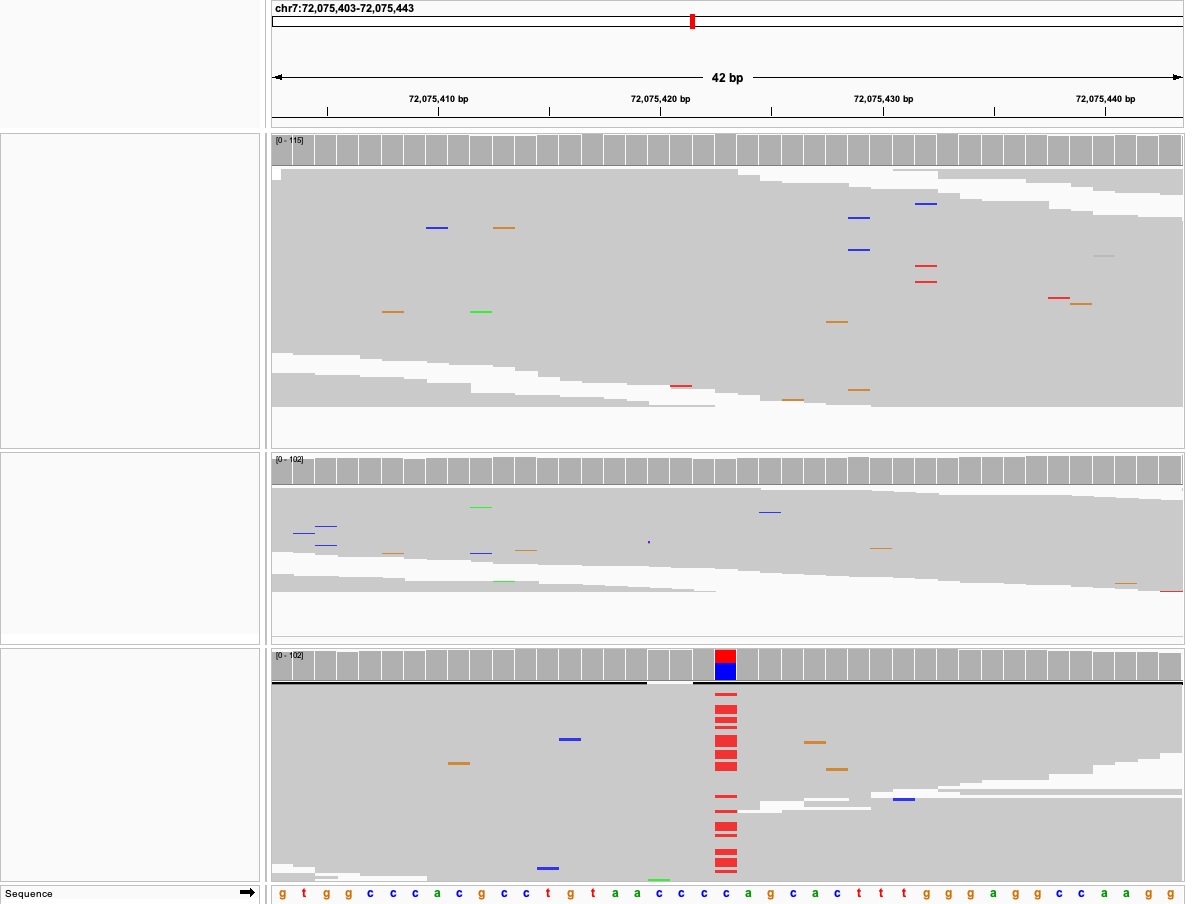 chr7:72,075,403-72,075,443
42 bp
72,075,410 bp 72,075,420 bp 72,075,430 bp 72,075,440 bp
[0 - 115]
[0 - 102]
[0 - 102]
Sequence g t g g c c c a c g c c t g t a a c c c c a g c a c t t t g g g a g g c c a a g g